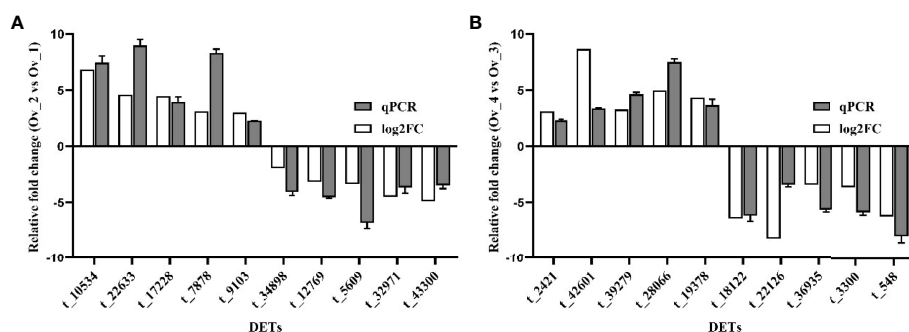 A
Relative fold change (Ov_2 vs Ov_1)
10
5
0
-5
-10
qPCR
log2FC
t_10534
t_22633
t_17228
t_7878
t_9103
t_34898
t_12769
t_5609
t_32971
t_43300
DETs
B
Relative fold change (Ov_4 vs Ov_3)
10
5
0
-5
-10
qPCR
log2FC
t_2421
t_42601
t_39279
t_28066
t_19378
t_18122
t_22126
t_36935
t_3300
t_548
DETs